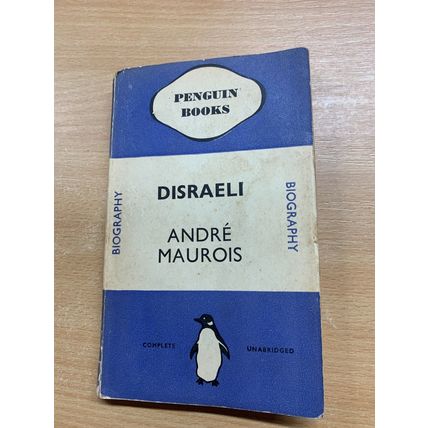 PENGUIN
BOOKS
BIOGRAPHY
DISRAELI
ANDRÉ
MAUROIS
BIOGRAPHY
COMPLETE
UNABRIDGED